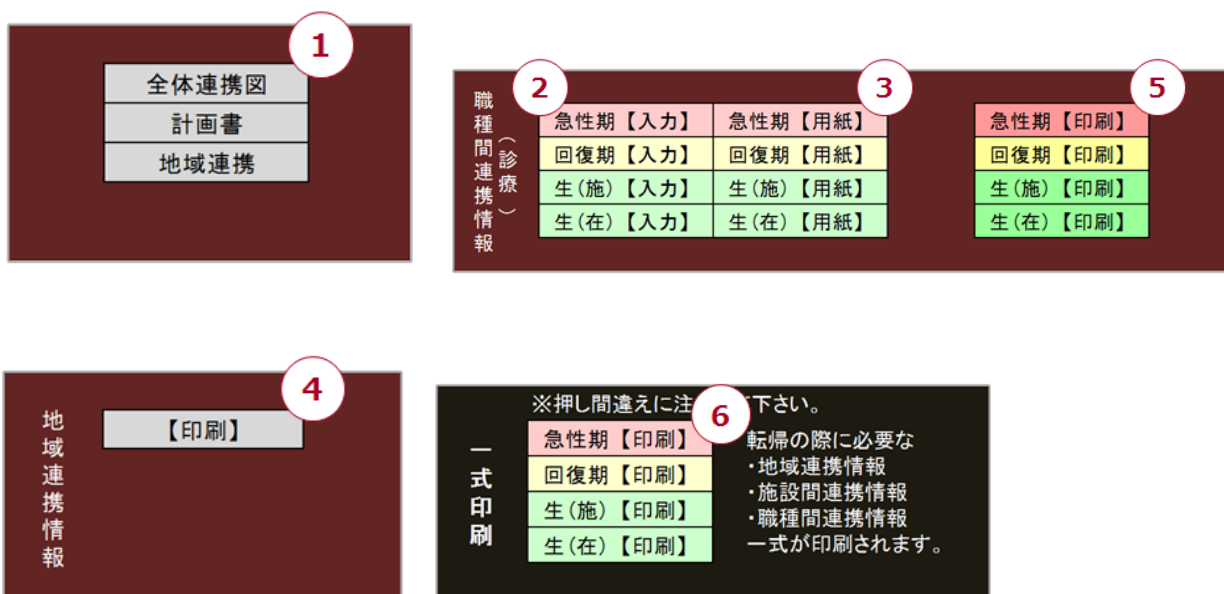 1
全体連携図
計画書
地域連携
職種間連携情報
（診療）
2
3
5
急性期【入力】 急性期【用紙】 急性期【印刷】
回復期【入力】 回復期【用紙】 回復期【印刷】
生(施)【入力】 生(施)【用紙】 生(施)【印刷】
生(在)【入力】 生(在)【用紙】 生(在)【印刷】
地域連携情報
4
【印刷】
一式印刷
※押し間違えに注 下さい。
6
急性期【印刷】
回復期【印刷】
生(施)【印刷】
生(在)【印刷】
転帰の際に必要な
・地域連携情報
・施設間連携情報
・職種間連携情報
一式が印刷されます。